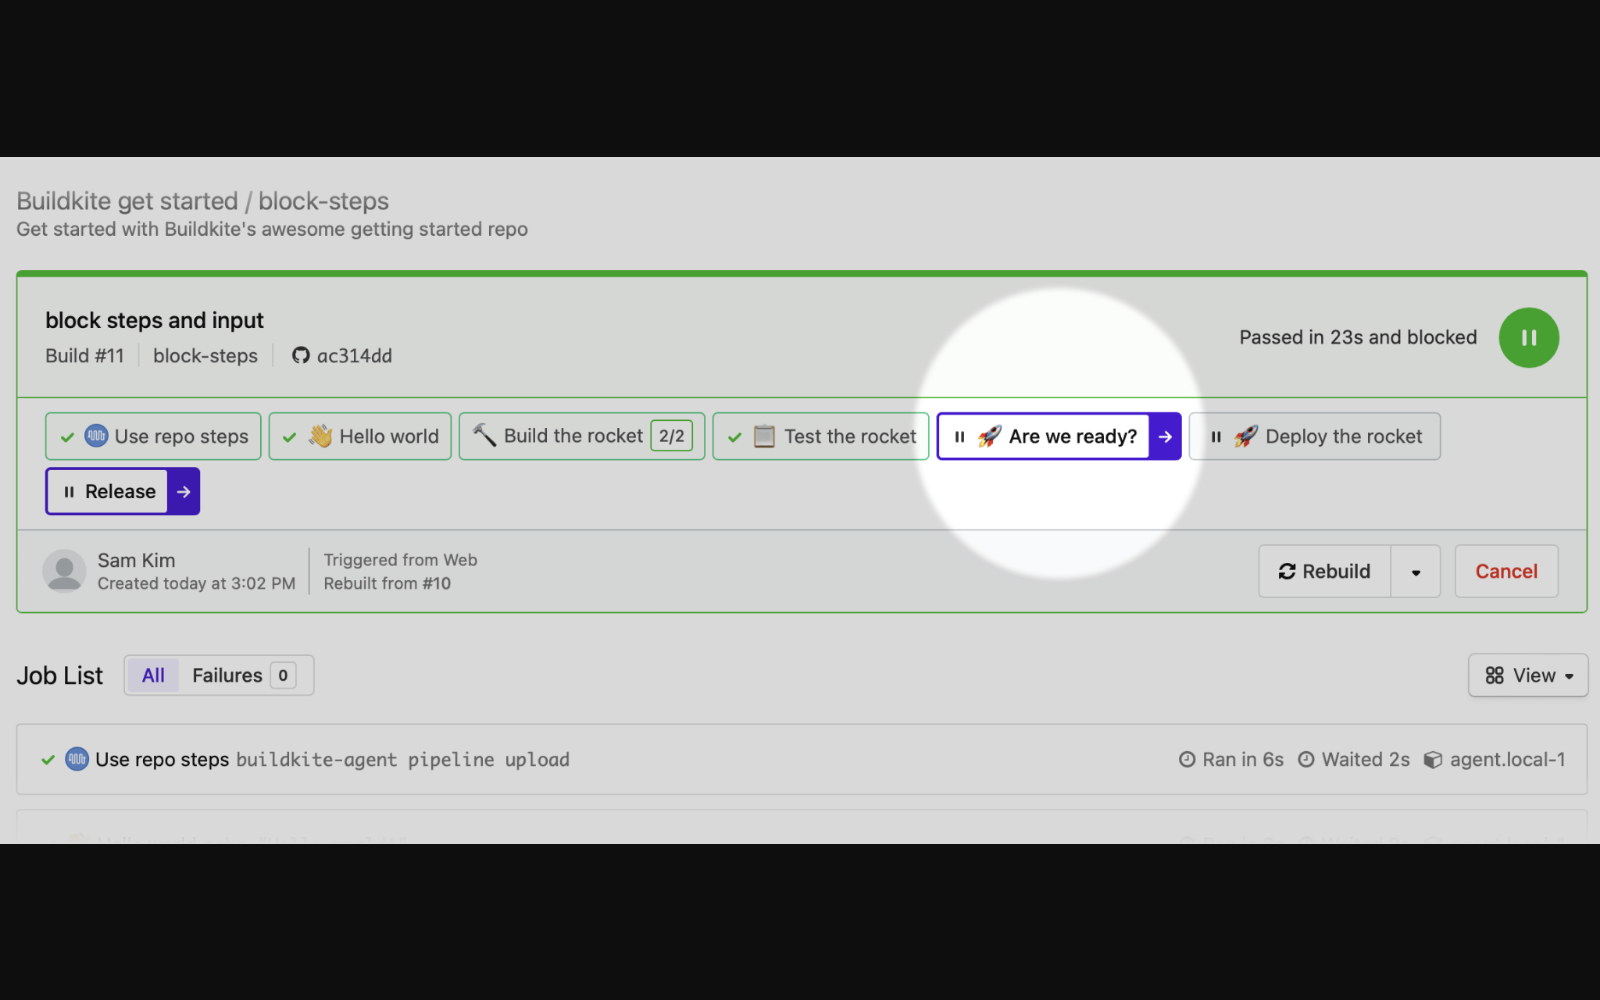 Buildkite get started / block-steps
Get started with Buildkite's awesome getting started repo
block steps and input
Build #11 block-steps ac314dd
Passed in 23s and blocked
Use repo steps Hello world Build the rocket 2/2 Test the rocket Are we ready? Deploy the rocket
Release
Sam Kim
Created today at 3:02 PM
Triggered from Web
Rebuilt from #10
Rebuild Cancel
Job List All Failures 0 View
Use repo steps buildkite-agent pipeline upload Ran in 6s Waited 2s agent.local-1